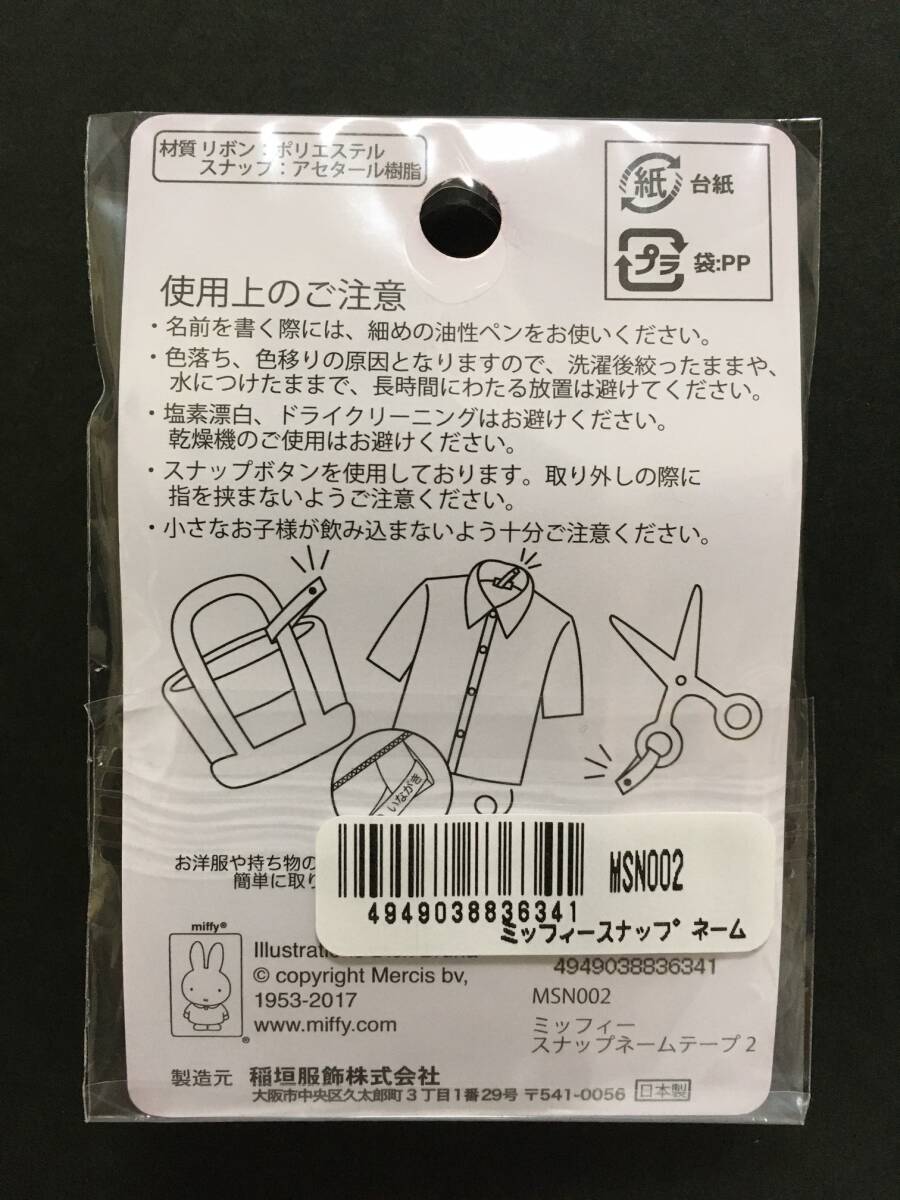 材質 リボン：ポリエステル
スナップ：アセタール樹脂
紙 台紙
プラ 袋:PP
使用上のご注意
・名前を書く際には、細めの油性ペンをお使いください。
・色落ち、色移りの原因となりますので、洗濯後絞ったままや、
水につけたままで、長時間にわたる放置は避けてください。
・塩素漂白、ドライクリーニングはお避けください。
乾燥機のご使用はお避けください。
・スナップボタンを使用しております。取り外しの際に
指を挟まないようご注意ください。
・小さなお子様が飲み込まないよう十分ご注意ください。
いながき
お洋服や持ち物の
簡単に取り
MSN002
4949038836341
ミッフィースナップ ネーム
miffy®
© copyright Mercis bv,
1953-2017
www.miffy.com
4949038836341
MSN002
ミッフィー
スナップネームテープ 2
製造元 稲垣服飾株式会社
大阪市中央区久太郎町3丁目1番29号 〒541-0056 日本製